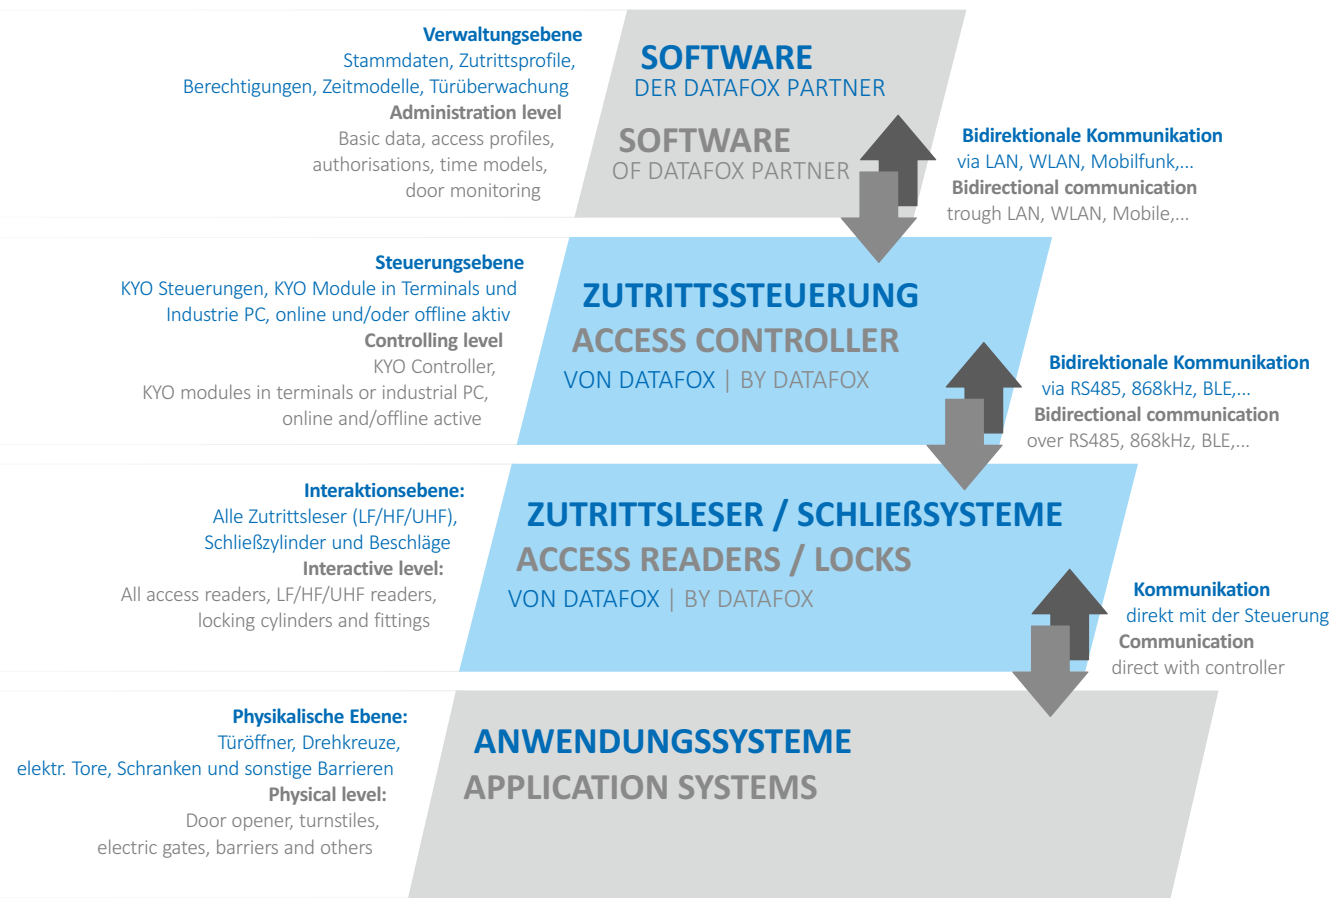 Verwaltungsebene
Stammdaten, Zutrittsprofile,
Berechtigungen, Zeitmodelle, Türüberwachung
Administration level
Basic data, access profiles,
authorisations, time models,
door monitoring
SOFTWARE
DER DATAFOX PARTNER
SOFTWARE
OF DATAFOX PARTNER
Bidirektionale Kommunikation
via LAN, WLAN, Mobilfunk,...
Bidirectional communication
trough LAN, WLAN, Mobile,...
Steuerungsebene
KYO Steuerungen, KYO Module in Terminals und
Industrie PC, online und/oder offline aktiv
Controlling level
KYO Controller,
KYO modules in terminals or industrial PC,
online and/offline active
ZUTRITTSSTEUERUNG
ACCESS CONTROLLER
VON DATAFOX | BY DATAFOX
Bidirektionale Kommunikation
via RS485, 868kHz, BLE,...
Bidirectional communication
over RS485, 868kHz, BLE,...
Interaktionsebene:
Alle Zutrittsleser (LF/HF/UHF),
Schließzylinder und Beschläge
Interactive level:
All access readers, LF/HF/UHF readers,
locking cylinders and fittings
ZUTRITTSLESER / SCHLIEßSYSTEME
ACCESS READERS / LOCKS
VON DATAFOX | BY DATAFOX
Kommunikation
direkt mit der Steuerung
Communication
direct with controller
Physikalische Ebene:
Türöffner, Drehkreuze,
elektr. Tore, Schranken und sonstige Barrieren
Physical level:
Door opener, turnstiles,
electric gates, barriers and others
ANWENDUNGSSYSTEME
APPLICATION SYSTEMS